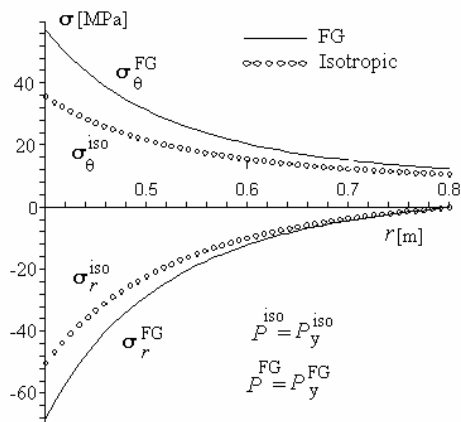 σ[MPa]
FG
Isotropic
60
σ_θ^FG
40
σ_θ^iso
20
0.5 0.6 0.7 0.8
0
r[m]
σ_r^iso
-20
σ_r^FG
P^iso = P_y^iso
-40
P^FG = P_y^FG
-60